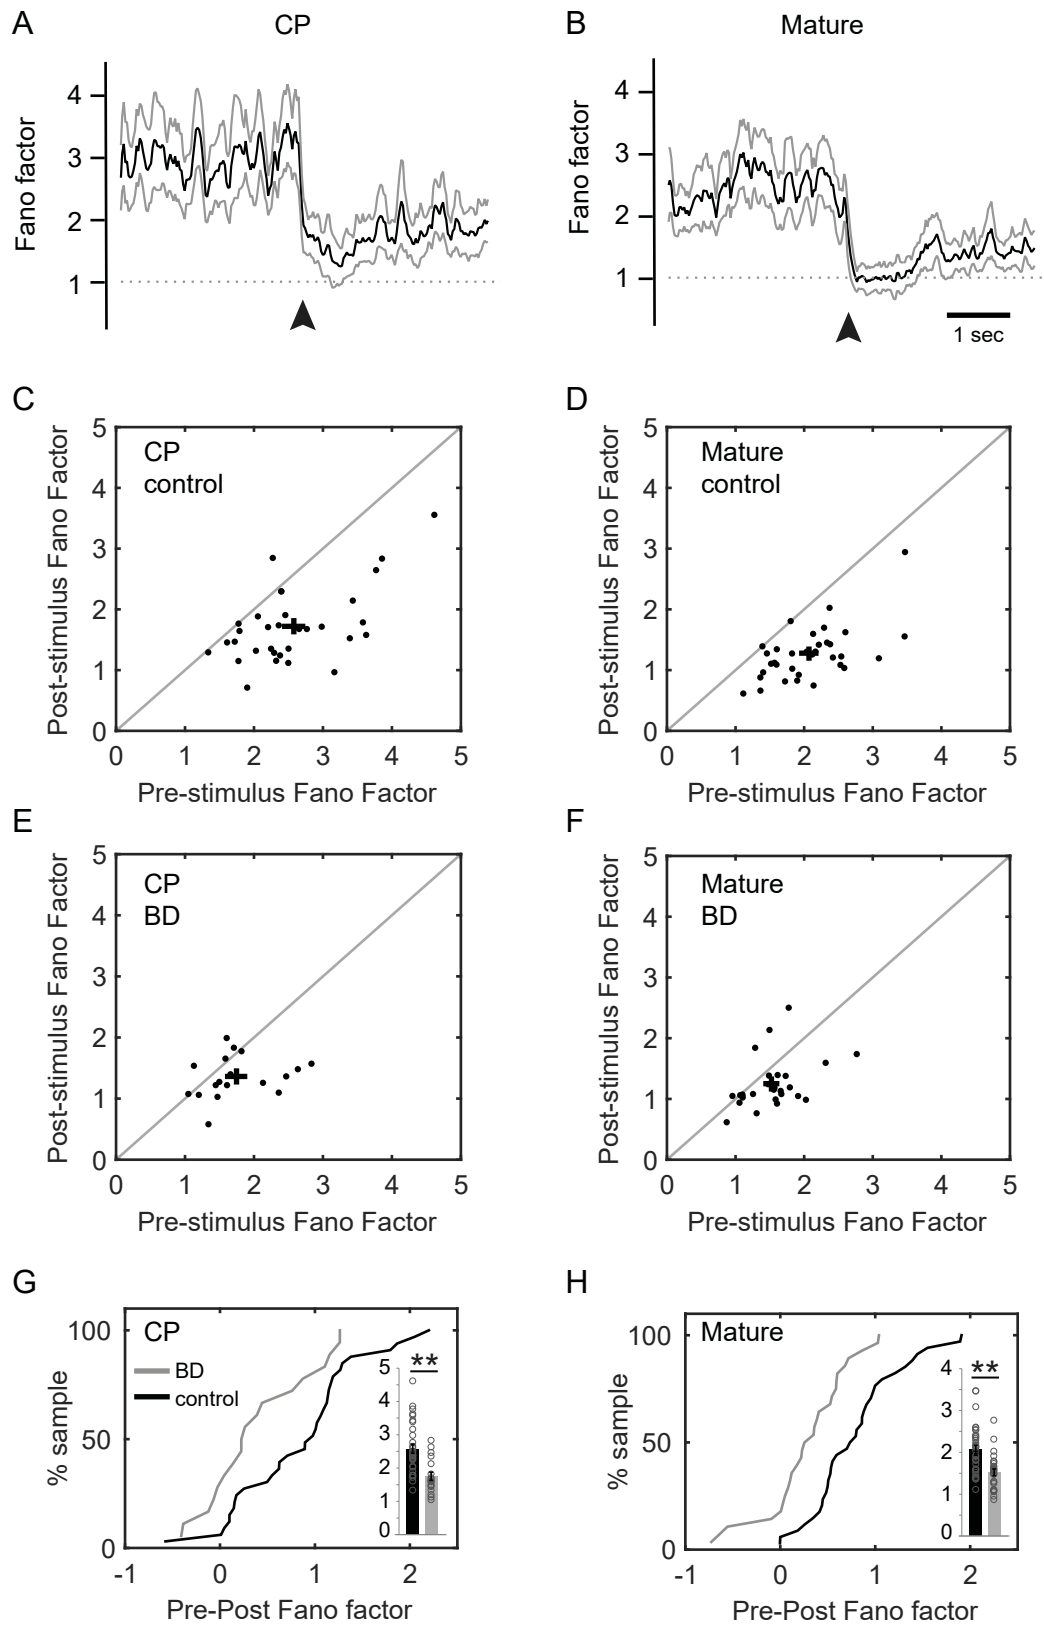 A
CP
B
Mature
Fano factor
4
3
2
1
Fano factor
4
3
2
1
1 sec
C
CP
control
Post-stimulus Fano Factor
5
4
3
2
1
0
0 1 2 3 4 5
Pre-stimulus Fano Factor
D
Mature
control
Post-stimulus Fano Factor
5
4
3
2
1
0
0 1 2 3 4 5
Pre-stimulus Fano Factor
E
CP
BD
Post-stimulus Fano Factor
5
4
3
2
1
0
0 1 2 3 4 5
Pre-stimulus Fano Factor
F
Mature
BD
Post-stimulus Fano Factor
5
4
3
2
1
0
0 1 2 3 4 5
Pre-stimulus Fano Factor
G
CP
BD
control
% sample
100
50
0
-1 0 1 2
Pre-Post Fano factor
**
5
4
3
2
1
0
H
Mature
% sample
100
50
0
-1 0 1 2
Pre-Post Fano factor
**
4
3
2
1
0